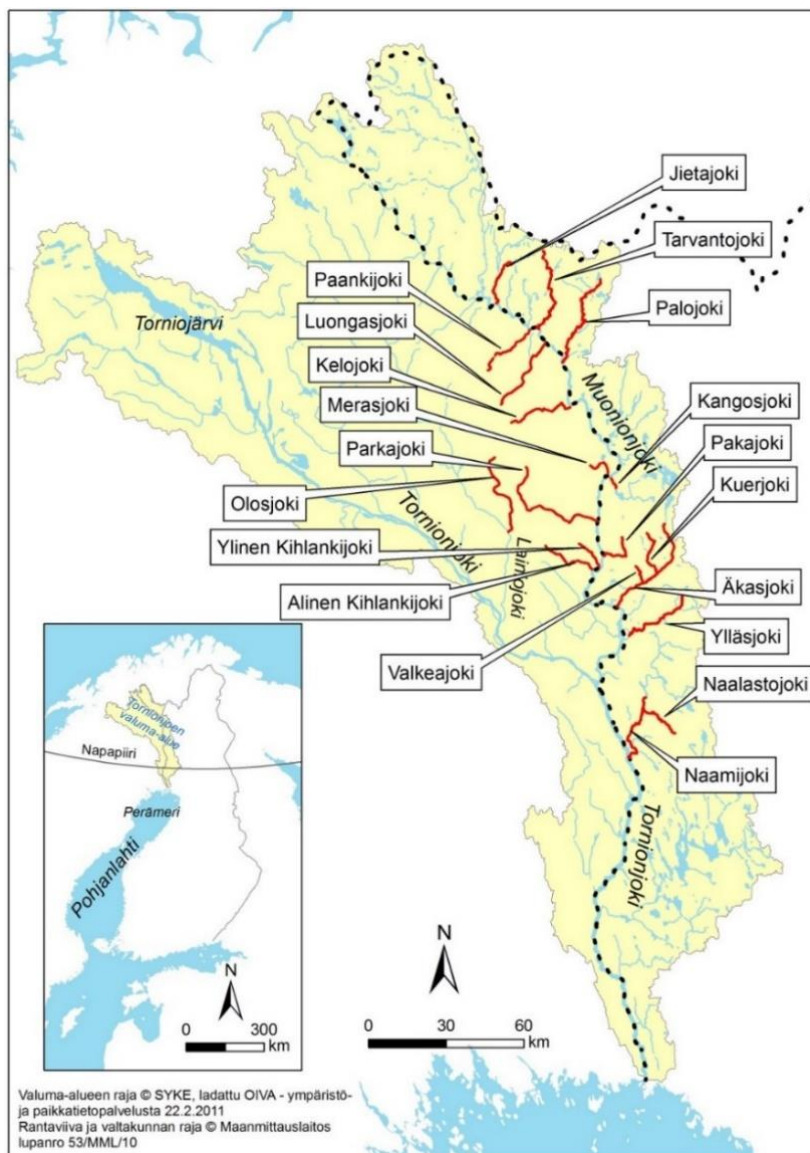 Jietajoki
Tarvantojoki
Paankijoki
Palojoki
Luongasjoki
Torniojärvi
Kelojoki
Muonionjoki
Merasjoki
Kangosjoki
Parkajoki
Pakajoki
Olosjoki
Kuerjoki
Tornionjoki
Lainiojoki
Ylinen Kihlankijoki
Äkasjoki
Alinen Kihlankijoki
Ylläsjoki
Valkeajoki
Naalastojoki
Naamijoki
Tornionjoki
Tornionjoen
valuma-alue
Napapiiri
Perämeri
Pohjanlahti
N
0 300
km
N
0 30 60
km
Valuma-alueen raja © SYKE, ladattu OIVA - ympäristö-
ja paikkatietopalvelusta 22.2.2011
Rantaviiva ja valtakunnan raja © Maanmittauslaitos
lupanro 53/MML/10